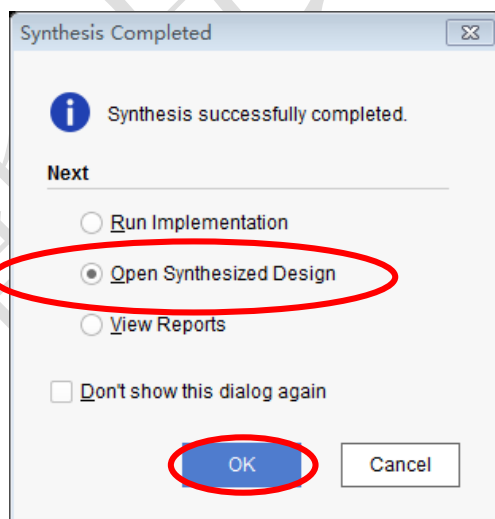 Synthesis Completed
Synthesis successfully completed.
Next
Run Implementation
Open Synthesized Design
View Reports
Don't show this dialog again
OK
Cancel